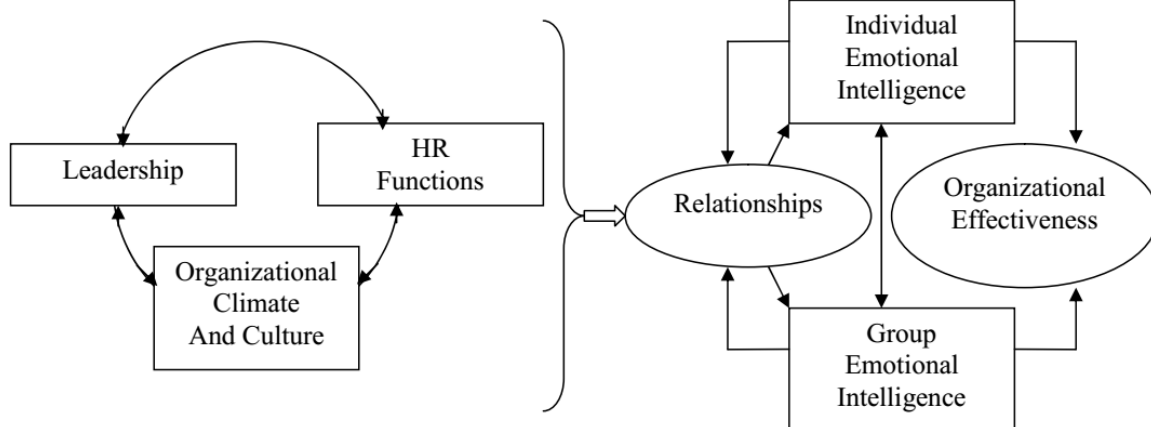 Leadership
HR
Functions
Organizational
Climate
And Culture
Relationships
Individual
Emotional
Intelligence
Organizational
Effectiveness
Group
Emotional
Intelligence